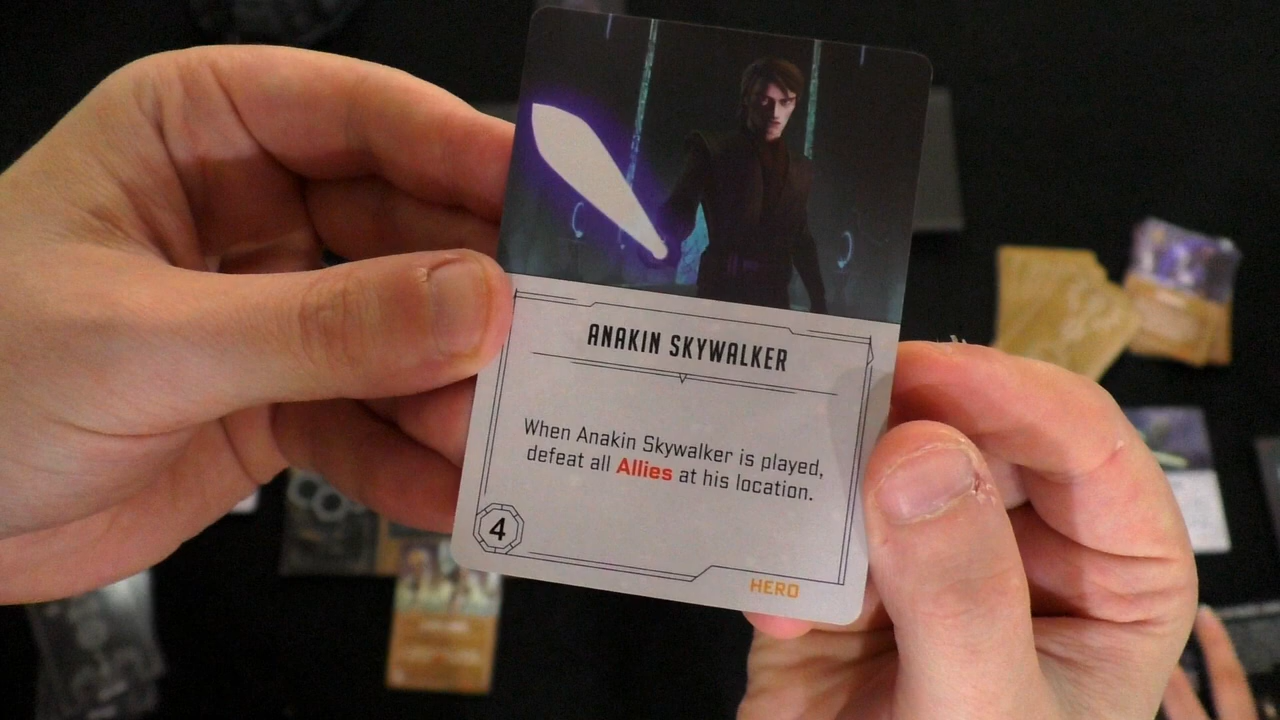 ANAKIN SKYWALKER
When Anakin Skywalker is played,
defeat all Allies at his location.
4
HERO